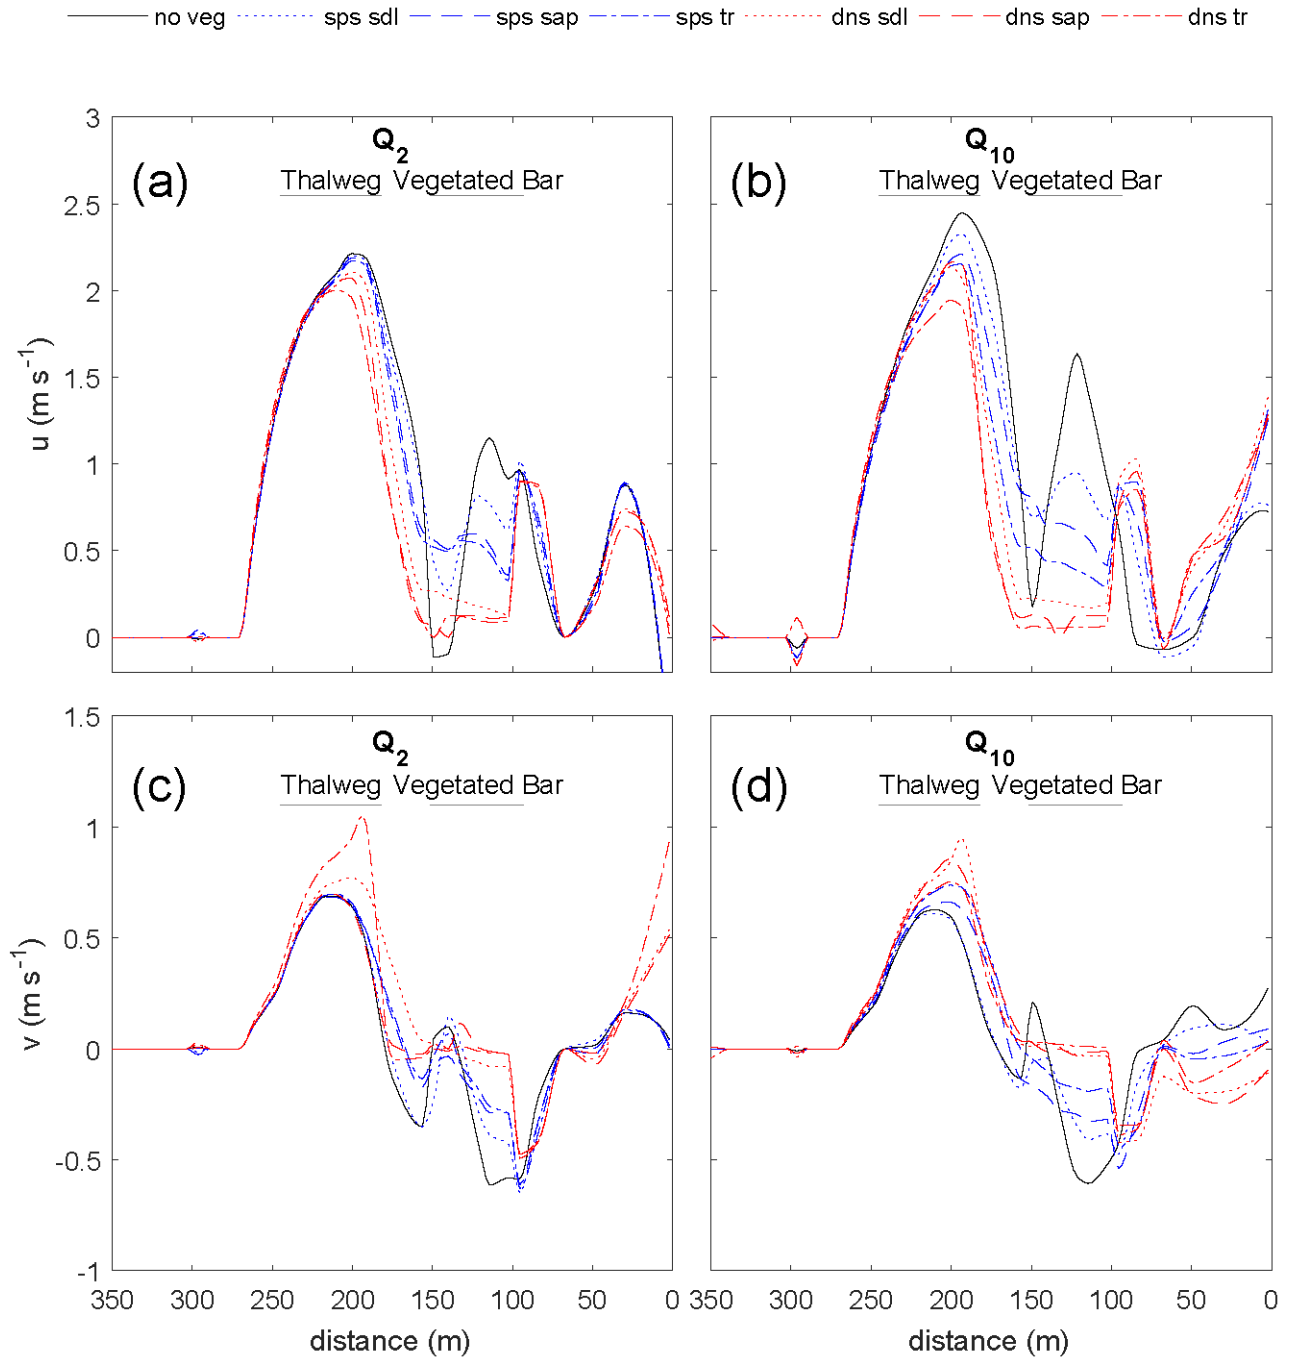 no veg sps sdl sps sap sps tr dns sdl dns sap dns tr
3
2.5
2
1.5
1
0.5
0
u (m s⁻¹)
(a)
Q₂
Thalweg Vegetated Bar
(b)
Q₁₀
Thalweg Vegetated Bar
1.5
1
0.5
0
-0.5
-1
v (m s⁻¹)
(c)
Q₂
Thalweg Vegetated Bar
(d)
Q₁₀
Thalweg Vegetated Bar
350 300 250 200 150 100 50 0
distance (m)
350 300 250 200 150 100 50 0
distance (m)